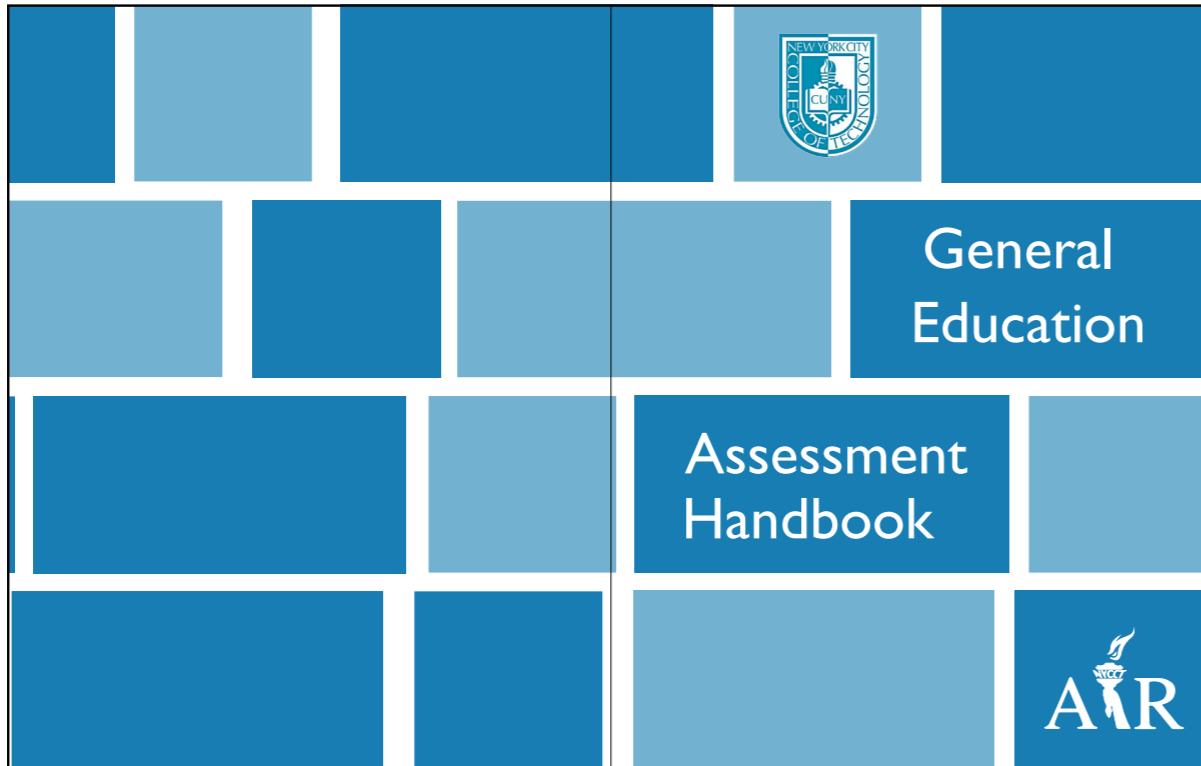 NEW YORK CITY
COLLEGE OF TECHNOLOGY
CUNY
General
Education
Assessment
Handbook
NYCCT
AIR